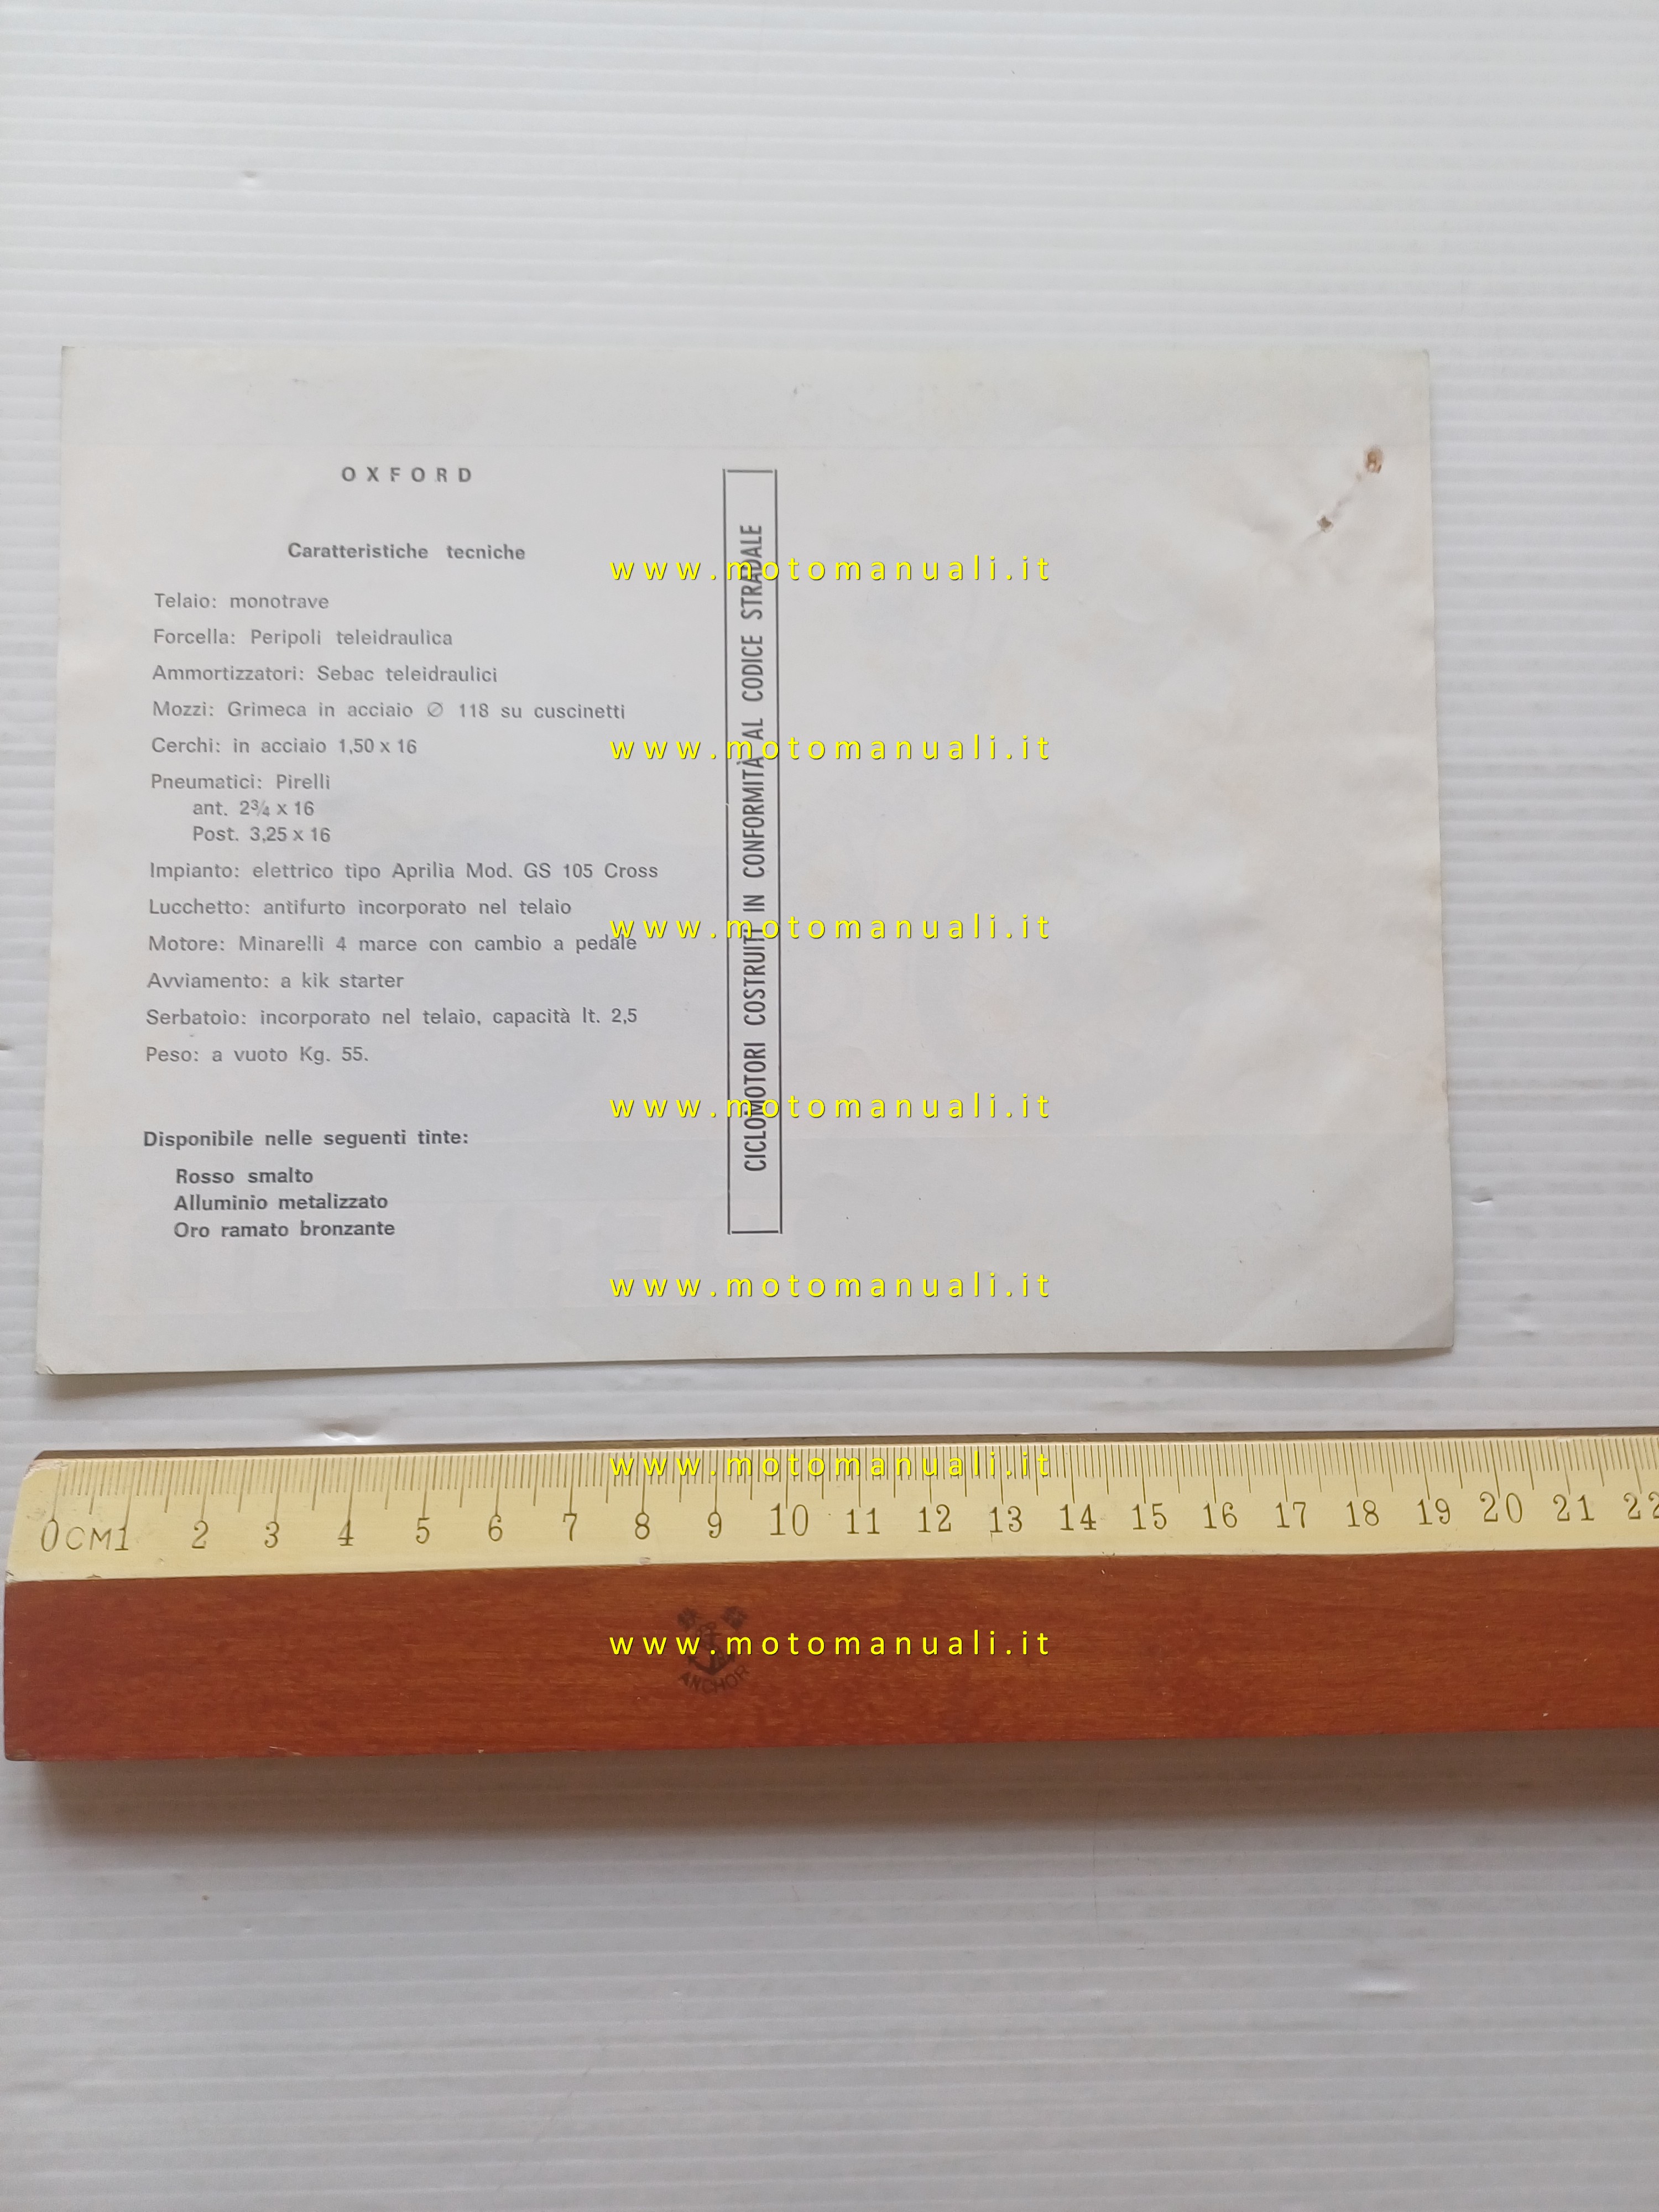 OXFORD
Caratteristiche tecniche
Telaio: monotrave
Forcella: Peripoli teleidraulica
Ammortizzatori: Sebac teleidraulici
Mozzi: Grimeca in acciaio ∅ 118 su cuscinetti
Cerchi: in acciaio 1,50 x 16
Pneumatici: Pirelli
ant. 2¾ x 16
Post. 3,25 x 16
Impianto: elettrico tipo Aprilia Mod. GS 105 Cross
Lucchetto: antifurto incorporato nel telaio
Motore: Minarelli 4 marce con cambio a pedale
Avviamento: a kik starter
Serbatoio: incorporato nel telaio, capacità lt. 2,5
Peso: a vuoto Kg. 55.
Disponibile nelle seguenti tinte:
Rosso smalto
Alluminio metalizzato
Oro ramato bronzante
CICLOMOTORI COSTRUITI IN CONFORMITÀ AL CODICE STRADALE
www.motomanuali.it
www.motomanuali.it
www.motomanuali.it
www.motomanuali.it
www.motomanuali.it
www.motomanuali.it
0CM1 2 3 4 5 6 7 8 9 10 11 12 13 14 15 16 17 18 19 20 21 22
www.motomanuali.it
ANCHOR